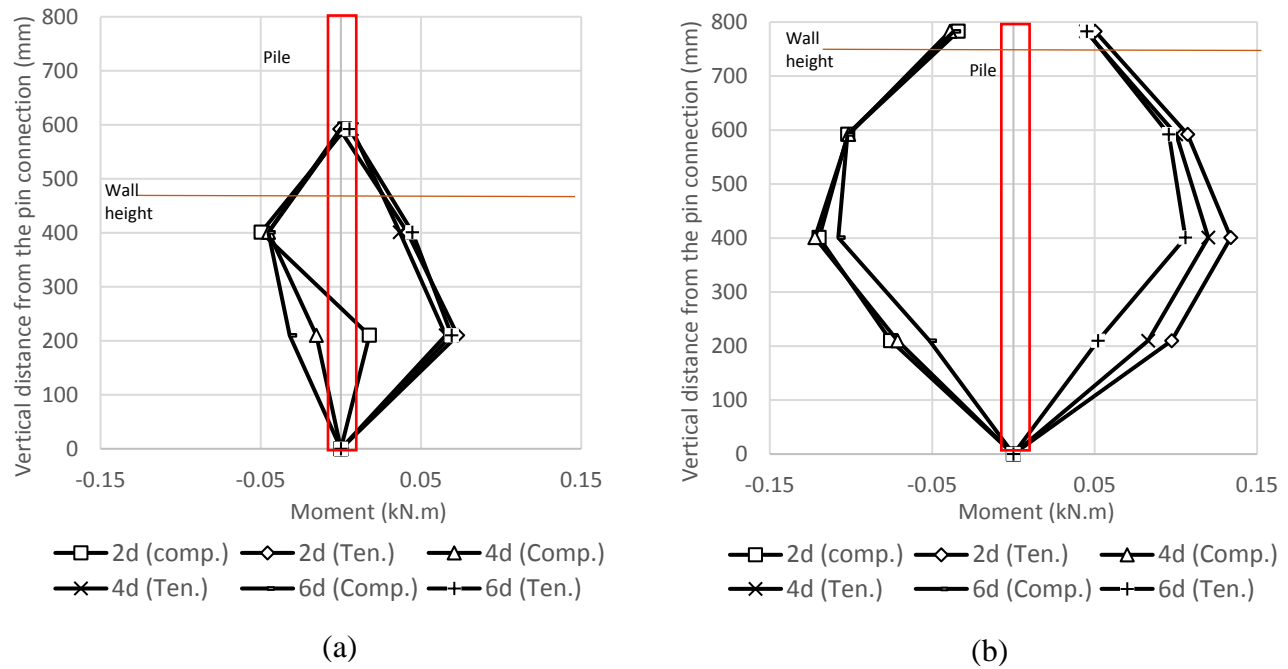 Vertical distance from the pin connection (mm)
800
700
600
500
400
300
200
100
0
Pile
Wall
height
-0.15
-0.05
0.05
0.15
Moment (kN.m)
2d (comp.)
2d (Ten.)
4d (Comp.)
4d (Ten.)
6d (Comp.)
6d (Ten.)
(a)
Vertical distance from the pin connection (mm)
800
700
600
500
400
300
200
100
0
Wall
height
Pile
-0.15
-0.05
0.05
0.15
Moment (kN.m)
2d (comp.)
2d (Ten.)
4d (Comp.)
4d (Ten.)
6d (Comp.)
6d (Ten.)
(b)